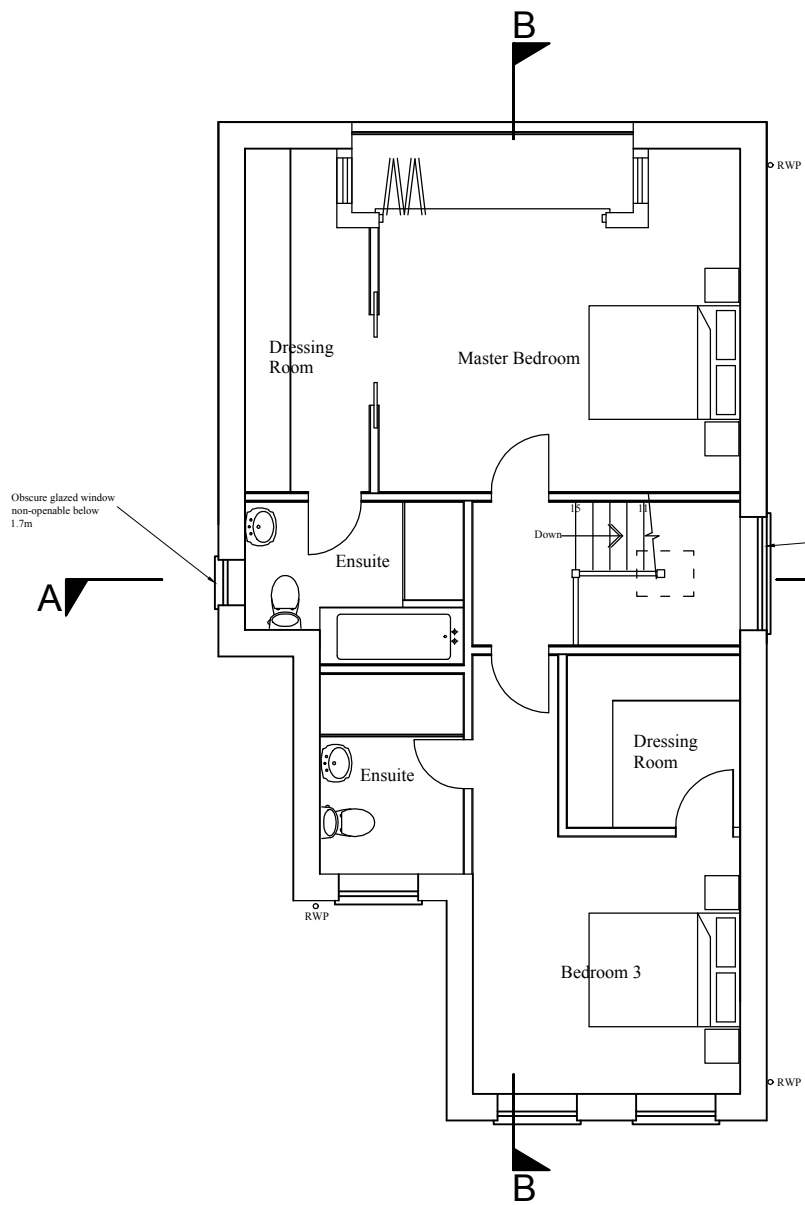 B
RWP
Dressing
Room
Master Bedroom
Obscure glazed window
non-openable below
1.7m
15
11
Down
Ensuite
A
Dressing
Room
Ensuite
RWP
Bedroom 3
RWP
B